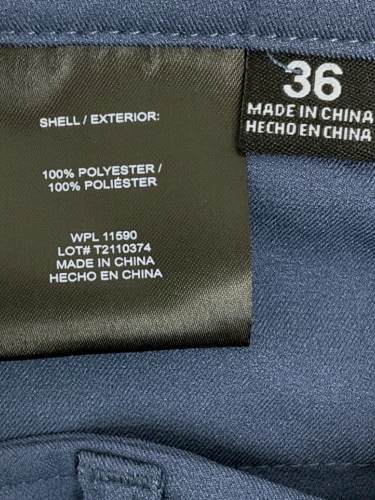 SHELL / EXTERIOR:
100% POLYESTER /
100% POLIÉSTER
WPL 11590
LOT# T2110374
MADE IN CHINA
HECHO EN CHINA
36
MADE IN CHINA
HECHO EN CHINA